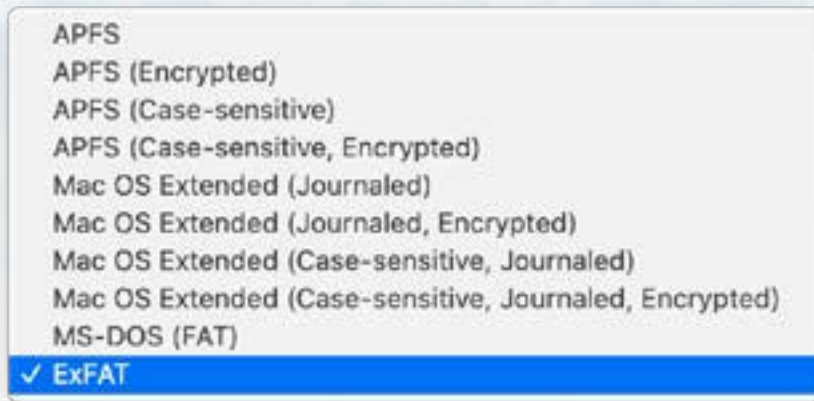 APFS
APFS (Encrypted)
APFS (Case-sensitive)
APFS (Case-sensitive, Encrypted)
Mac OS Extended (Journaled)
Mac OS Extended (Journaled, Encrypted)
Mac OS Extended (Case-sensitive, Journaled)
Mac OS Extended (Case-sensitive, Journaled, Encrypted)
MS-DOS (FAT)
✓ ExFAT